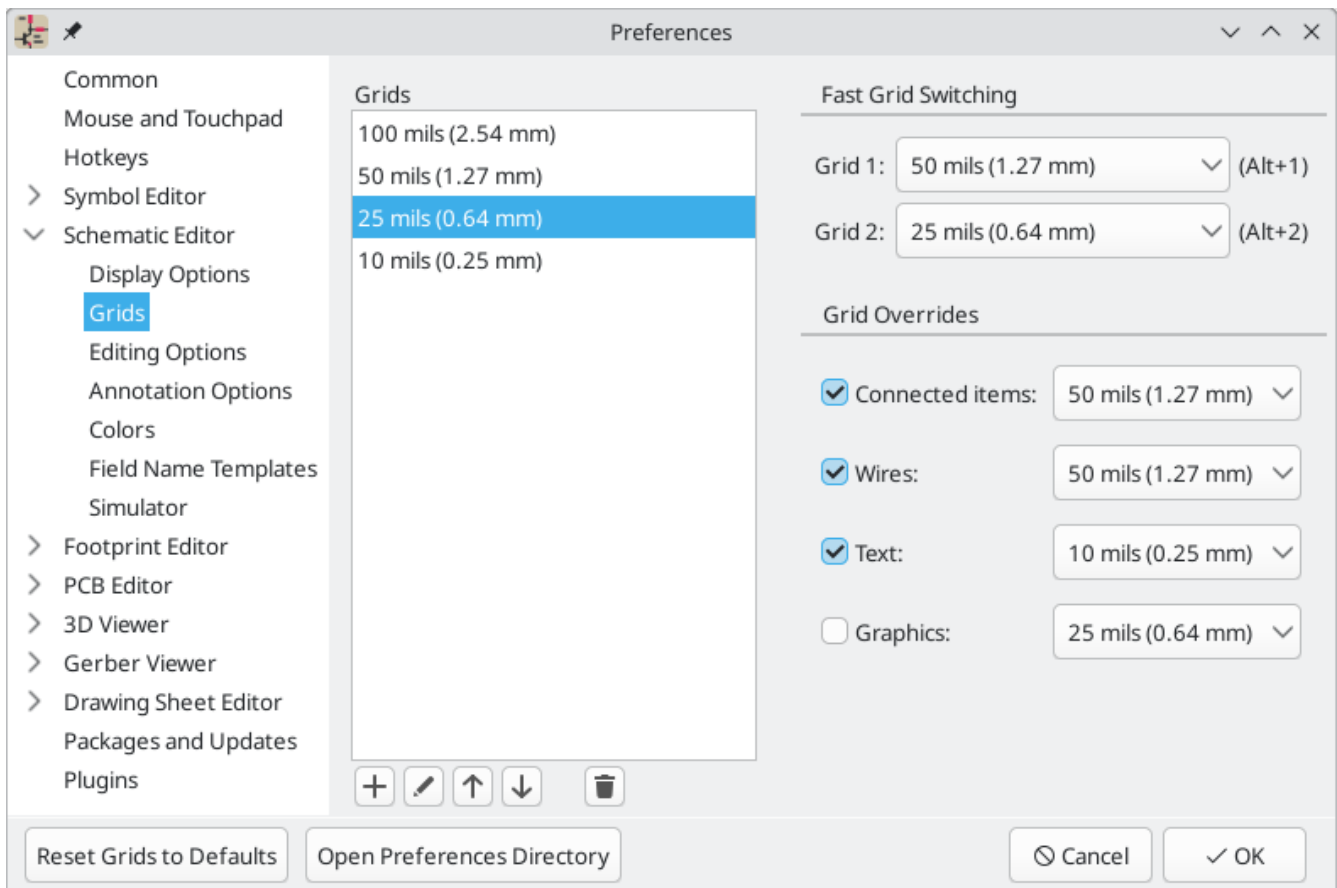 Preferences
Common
Mouse and Touchpad
Hotkeys
Symbol Editor
Schematic Editor
Display Options
Grids
Editing Options
Annotation Options
Colors
Field Name Templates
Simulator
Footprint Editor
PCB Editor
3D Viewer
Gerber Viewer
Drawing Sheet Editor
Packages and Updates
Plugins
Grids
100 mils (2.54 mm)
50 mils (1.27 mm)
25 mils (0.64 mm)
10 mils (0.25 mm)
Fast Grid Switching
Grid 1: 50 mils (1.27 mm) (Alt+1)
Grid 2: 25 mils (0.64 mm) (Alt+2)
Grid Overrides
Connected items: 50 mils (1.27 mm)
Wires: 50 mils (1.27 mm)
Text: 10 mils (0.25 mm)
Graphics: 25 mils (0.64 mm)
Reset Grids to Defaults Open Preferences Directory Cancel OK